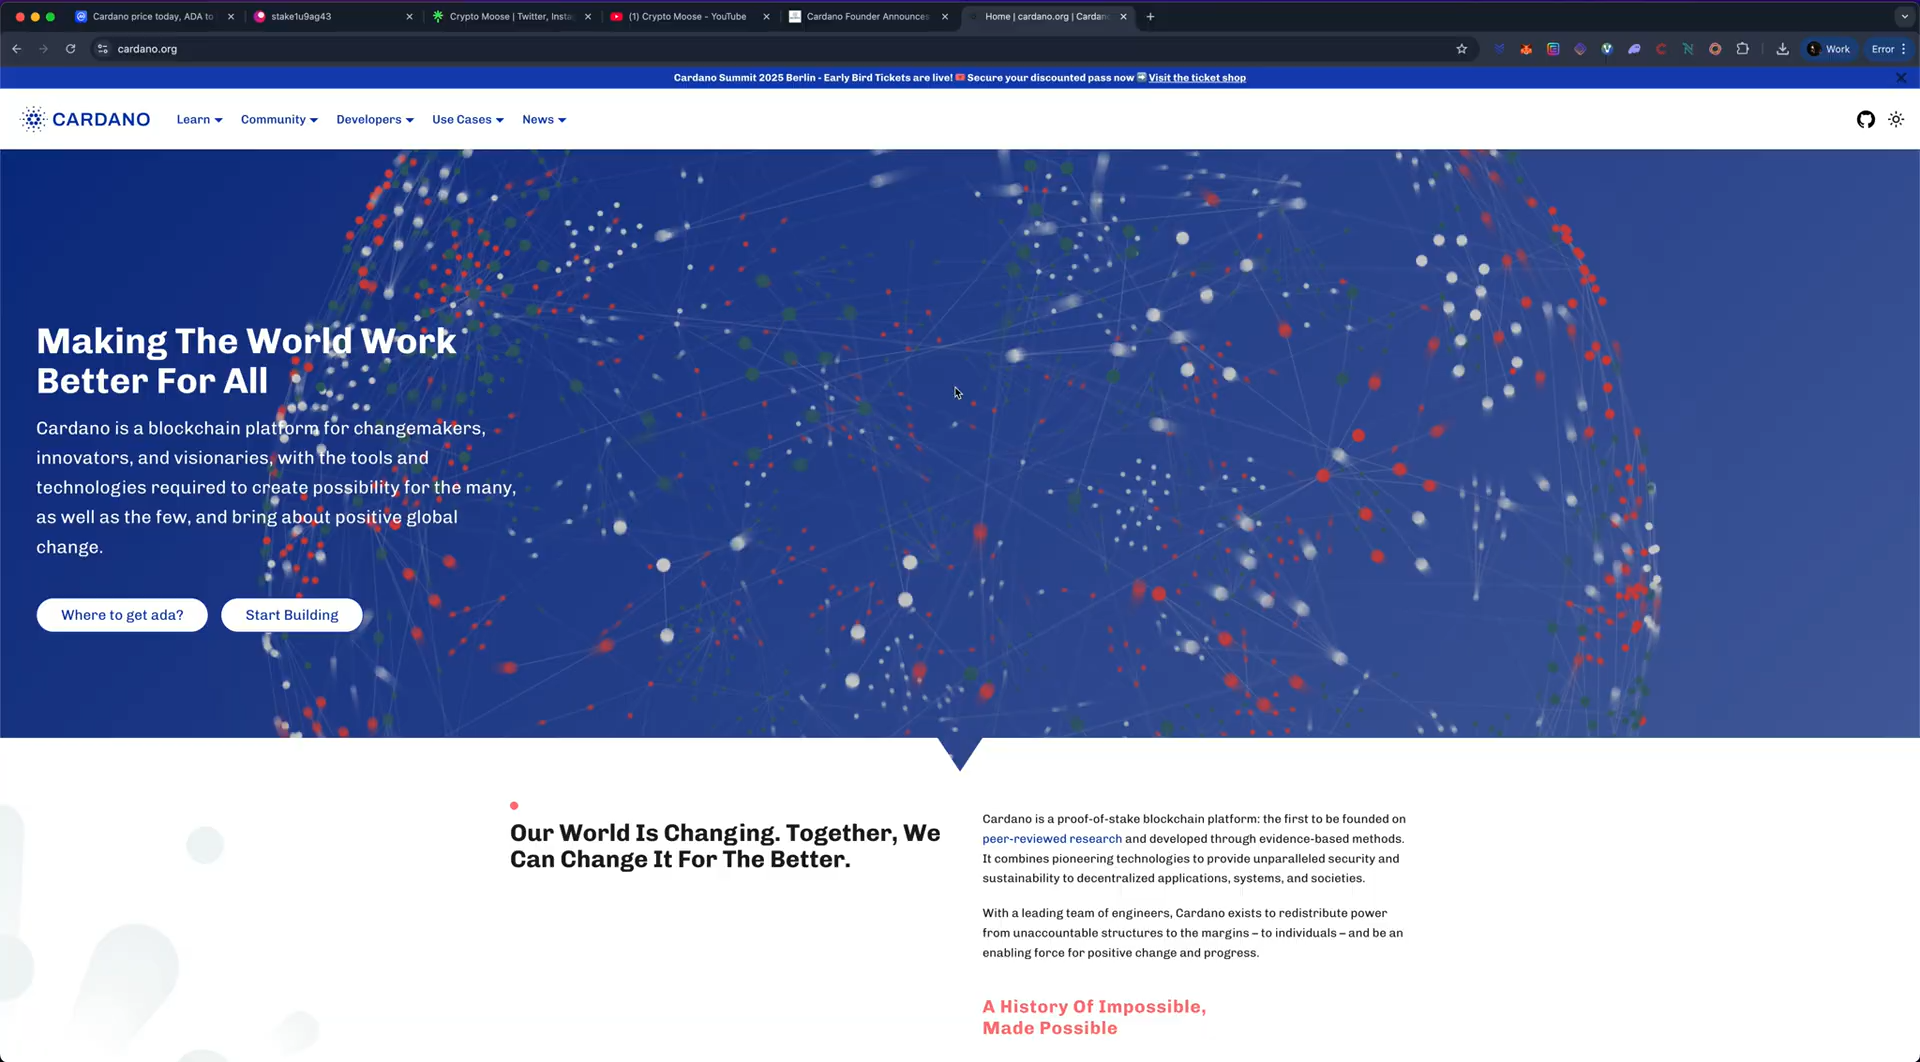 Cardano price today, ADA to
stake1u9ag43
Crypto Moose | Twitter, Insta
(1) Crypto Moose - YouTube
Cardano Founder Announces
Home | cardano.org | Cardano
cardano.org
Work
Error
Cardano Summit 2025 Berlin - Early Bird Tickets are live! 🎟️ Secure your discounted pass now ➡️ Visit the ticket shop
CARDANO
Learn
Community
Developers
Use Cases
News
Making The World Work
Better For All
Cardano is a blockchain platform for changemakers,
innovators, and visionaries, with the tools and
technologies required to create possibility for the many,
as well as the few, and bring about positive global
change.
Where to get ada?
Start Building
Our World Is Changing. Together, We
Can Change It For The Better.
Cardano is a proof-of-stake blockchain platform: the first to be founded on
peer-reviewed research and developed through evidence-based methods.
It combines pioneering technologies to provide unparalleled security and
sustainability to decentralized applications, systems, and societies.
With a leading team of engineers, Cardano exists to redistribute power
from unaccountable structures to the margins – to individuals – and be an
enabling force for positive change and progress.
A History Of Impossible,
Made Possible